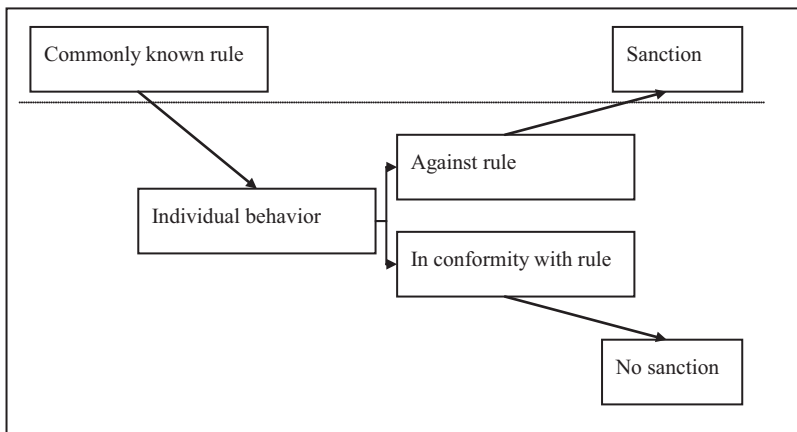 Commonly known rule
Sanction
Against rule
Individual behavior
In conformity with rule
No sanction